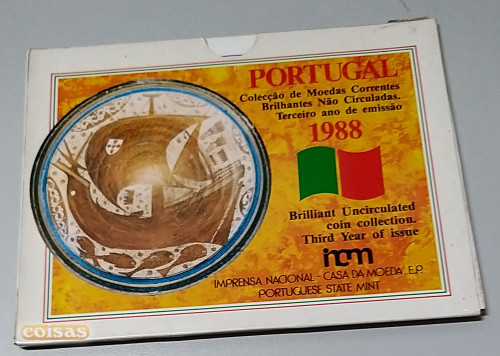 PORTUGAL
Colecção de Moedas Correntes
Brilhantes Não Circuladas.
Terceiro ano de emissão
1988
Brilliant Uncirculated
coin collection.
Third Year of issue
incm
IMPRENSA NACIONAL - CASA DA MOEDA, E.P.
PORTUGUESE STATE MINT
coisas